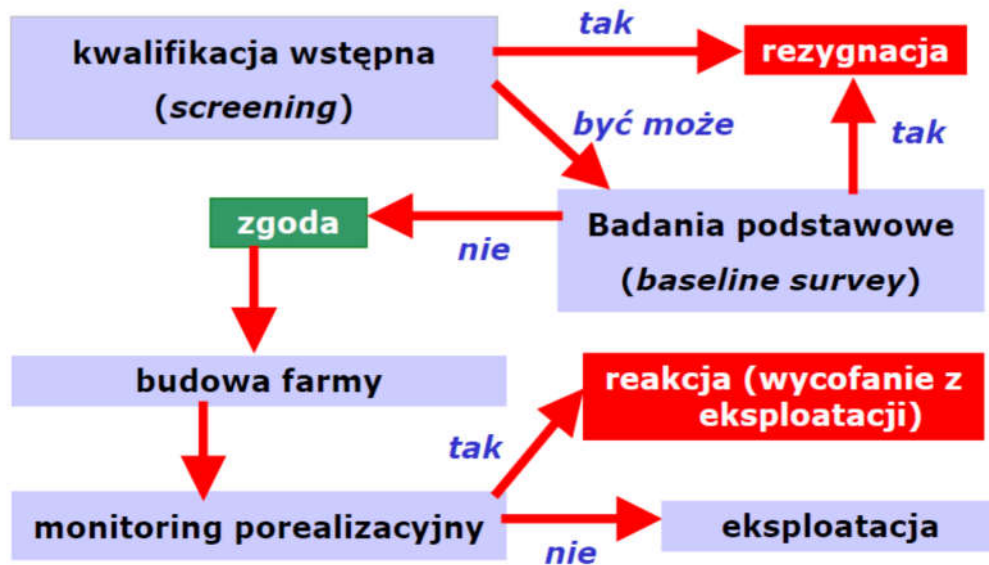 kwalifikacja wstępna
(screening)
tak
rezygnacja
być może
tak
zgoda
nie
Badania podstawowe
(baseline survey)
budowa farmy
reakcja (wycofanie z
eksploatacji)
tak
monitoring porealizacyjny
nie
eksploatacja